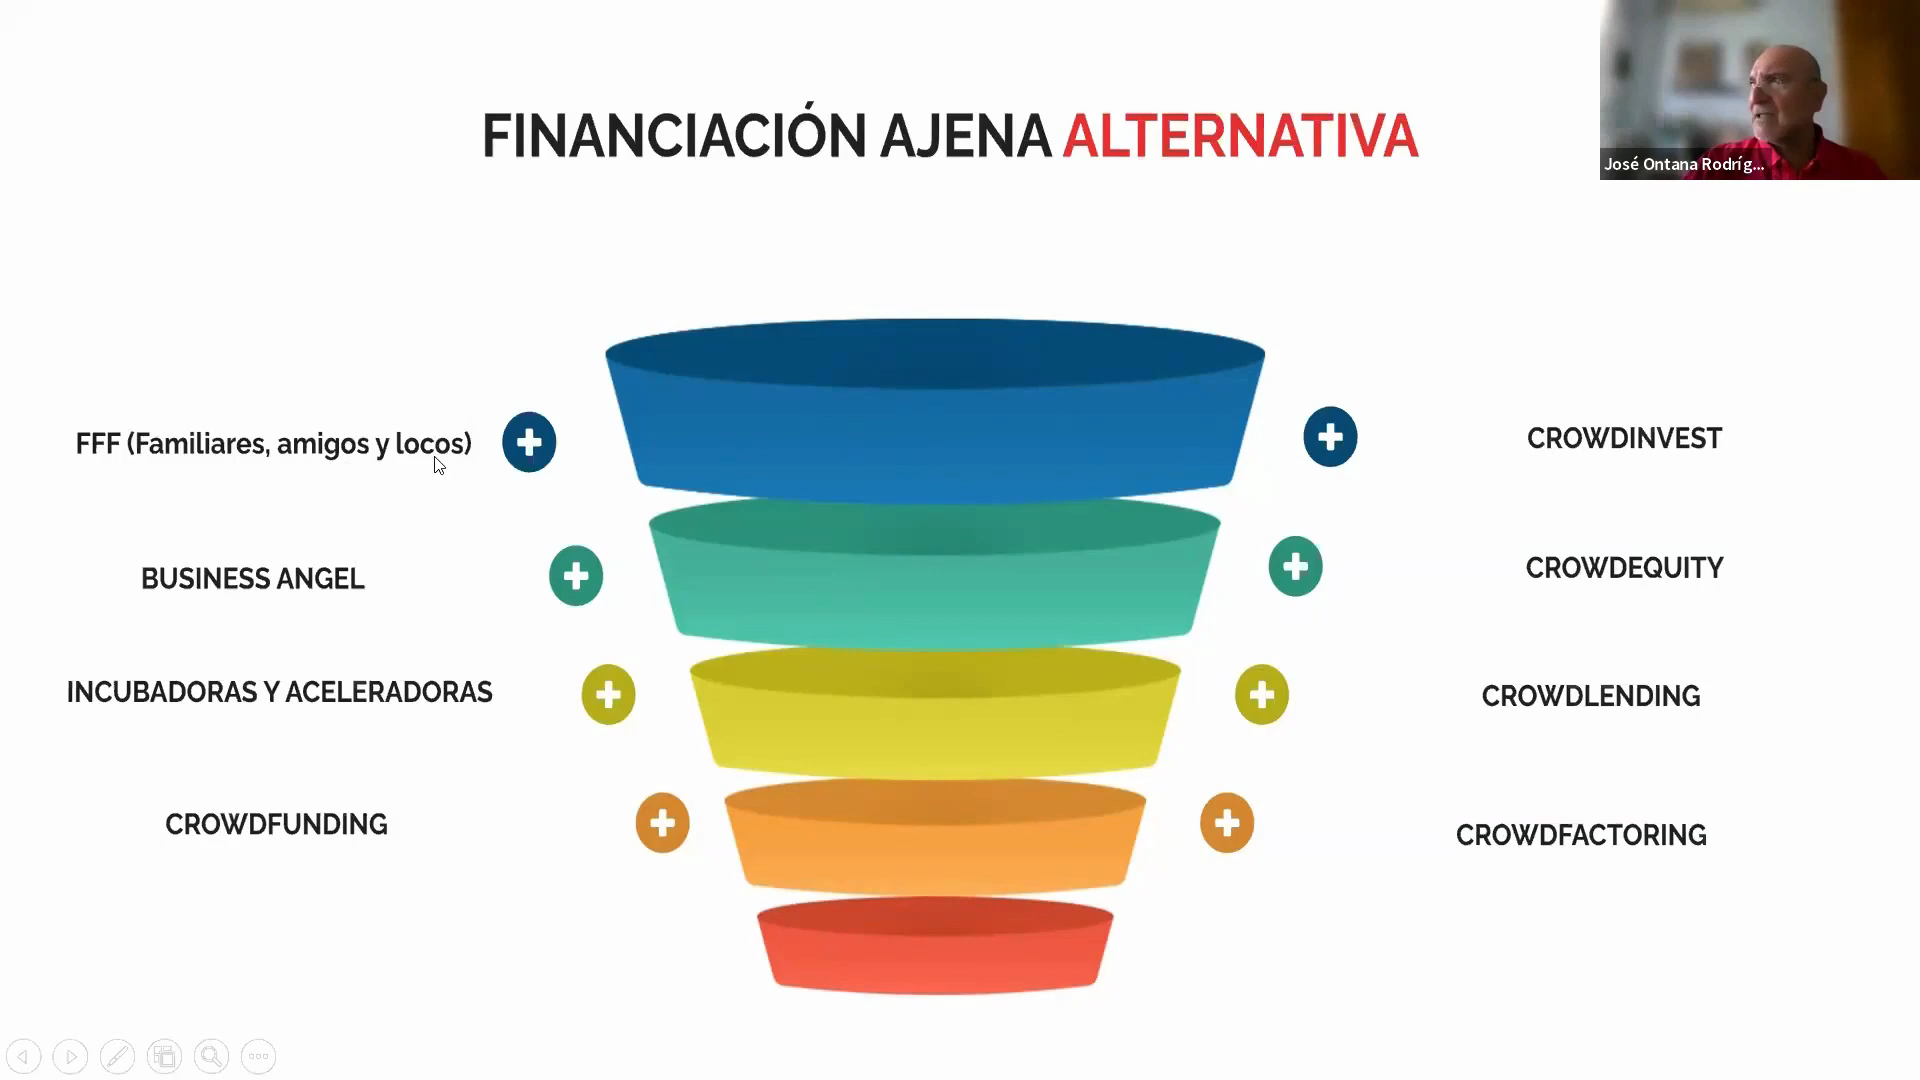 FINANCIACIÓN AJENA ALTERNATIVA
José Ontana Rodríg...
FFF (Familiares, amigos y locos)
BUSINESS ANGEL
INCUBADORAS Y ACELERADORAS
CROWDFUNDING
CROWDINVEST
CROWDEQUITY
CROWDLENDING
CROWDFACTORING